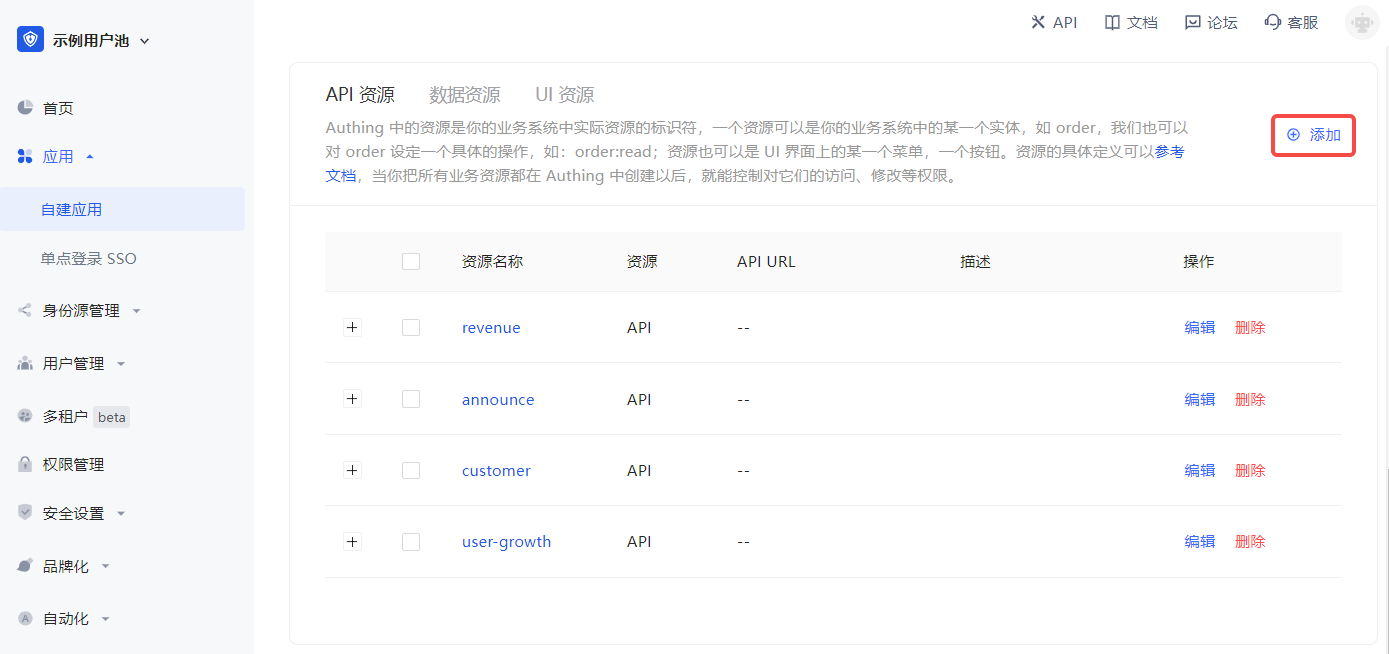 示例用户池
API 文档 论坛 客服
首页
应用
自建应用
单点登录 SSO
身份源管理
用户管理
多租户 beta
权限管理
安全设置
品牌化
自动化
API 资源 数据资源 UI 资源
Authing 中的资源是你的业务系统中实际资源的标识符，一个资源可以是你的业务系统中的某一个实体，如 order，我们也可以
对 order 设定一个具体的操作，如：order:read；资源也可以是 UI 界面上的某一个菜单，一个按钮。资源的具体定义可以参考
文档，当你把所有业务资源都在 Authing 中创建以后，就能控制对它们的访问、修改等权限。
添加
资源名称 资源 API URL 描述 操作
revenue API -- 编辑 删除
announce API -- 编辑 删除
customer API -- 编辑 删除
user-growth API -- 编辑 删除